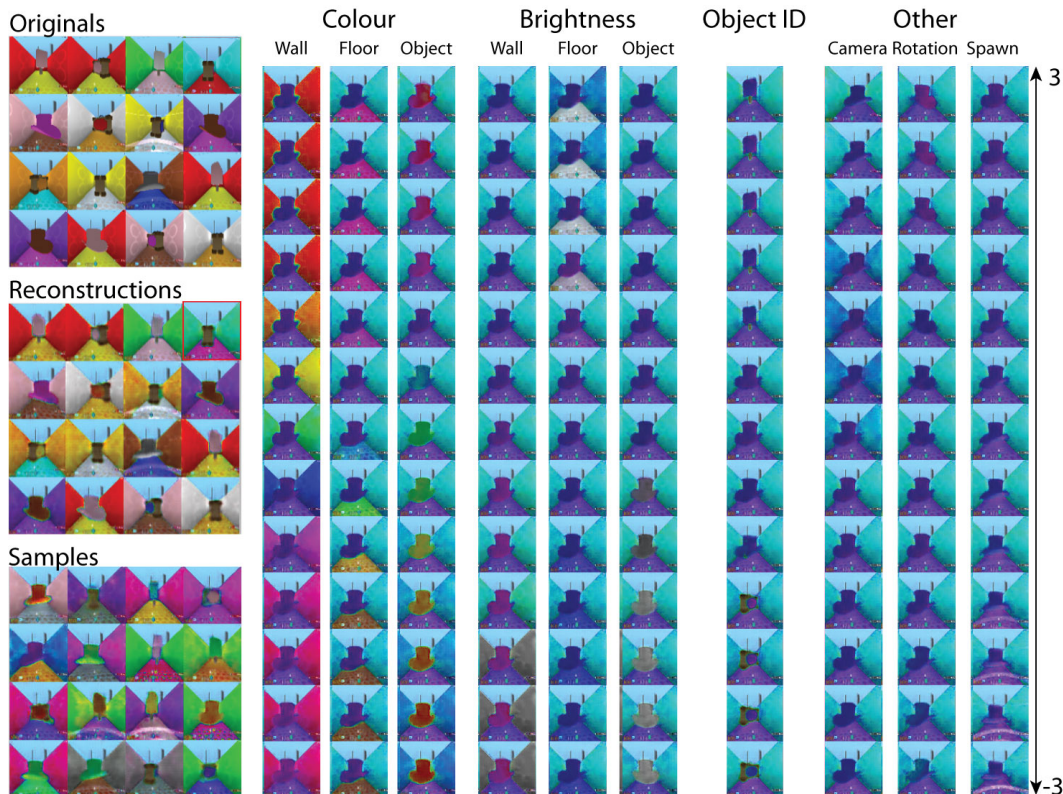 Originals
Reconstructions
Samples
Colour Brightness Object ID Other
Wall Floor Object Wall Floor Object Camera Rotation Spawn
3
-3